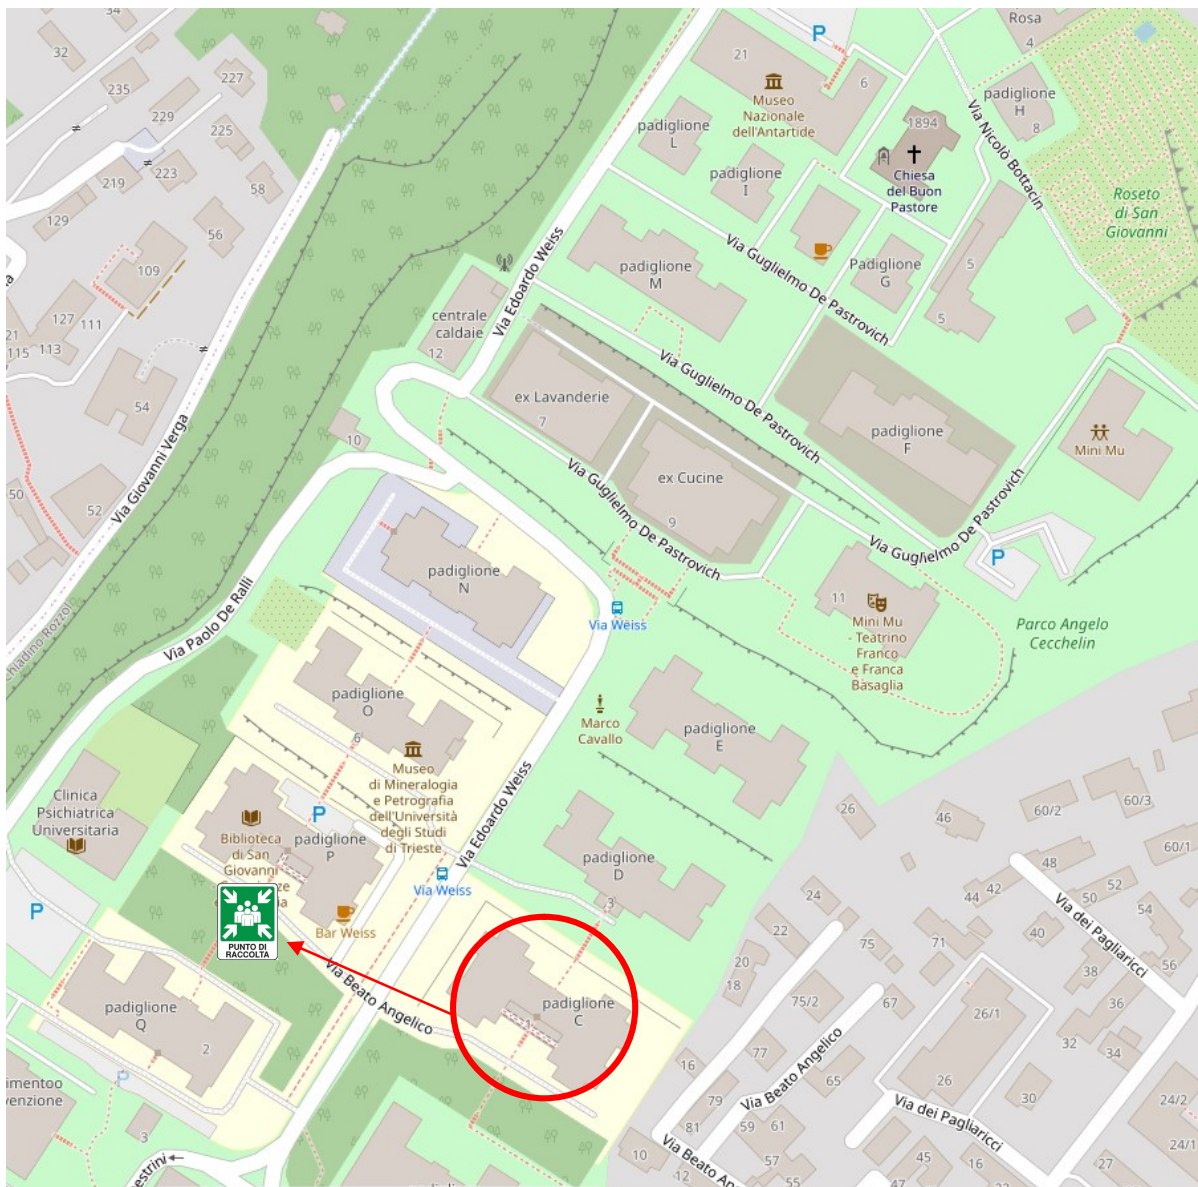 34
32
235
227
229
225
223
219
58
129
56
109
127
111
21
115
113
54
50
52
Via Giovanni Verga
Chiadino-Rozzol
Via Paolo De Ralli
10
centrale
caldaie
12
Via Edoardo Weiss
P
21
6
Museo
Nazionale
dell'Antartide
Rosa
4
padiglione
H
8
padiglione
L
padiglione
I
1894
Chiesa
del Buon
Pastore
Via Nicolò Bottacin
Roseto
di San
Giovanni
Via Guglielmo De Pastrovich
padiglione
M
Padiglione
G
5
5
Via Guglielmo De Pastrovich
ex Lavanderie
7
ex Cucine
9
padiglione
F
Mini Mu
Via Guglielmo De Pastrovich
Via Guglielmo De Pastrovich
P
padiglione
N
Via Weiss
11
Mini Mu
- Teatrino
Franco
e Franca
Basaglia
Parco Angelo
Cecchelin
padiglione
O
6
Marco
Cavallo
padiglione
E
Museo
di Mineralogia
e Petrografia
dell'Università
degli Studi
di Trieste
Via Edoardo Weiss
Clinica
Psichiatrica
Universitaria
P
Biblioteca
di San
Giovanni
padiglione
P
padiglione
D
3
Via Weiss
Bar Weiss
P
PUNTO DI
RACCOLTA
Via Beato Angelico
padiglione
C
1
padiglione
Q
2
P
3
estrini
imentoo
venzione
26
46
60/2
60/3
60/1
48
44
42
50
52
54
24
22
20
18
75
71
40
38
56
Via dei Pagliaricci
75/2
67
26/1
36
32
34
77
16
65
26
30
79
Via Beato Angelico
59
61
81
Via dei Pagliaricci
24/2
24/1
10
Via Beato An
12
57
55
45
47
16
27
padiglione